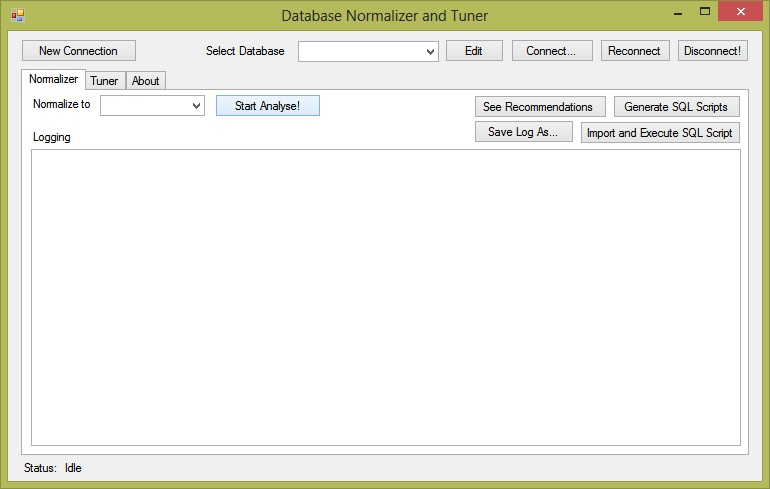 Database Normalizer and Tuner
New Connection Select Database Edit Connect... Reconnect Disconnect!
Normalizer Tuner About
Normalize to Start Analyse! See Recommendations Generate SQL Scripts
Save Log As... Import and Execute SQL Script
Logging
Status: Idle